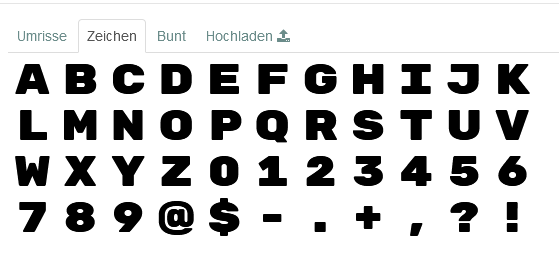 Umrisse Zeichen Bunt Hochladen
A B C D E F G H I J K
L M N O P Q R S T U V
W X Y Z 0 1 2 3 4 5 6
7 8 9 @ $ - . + , ? !